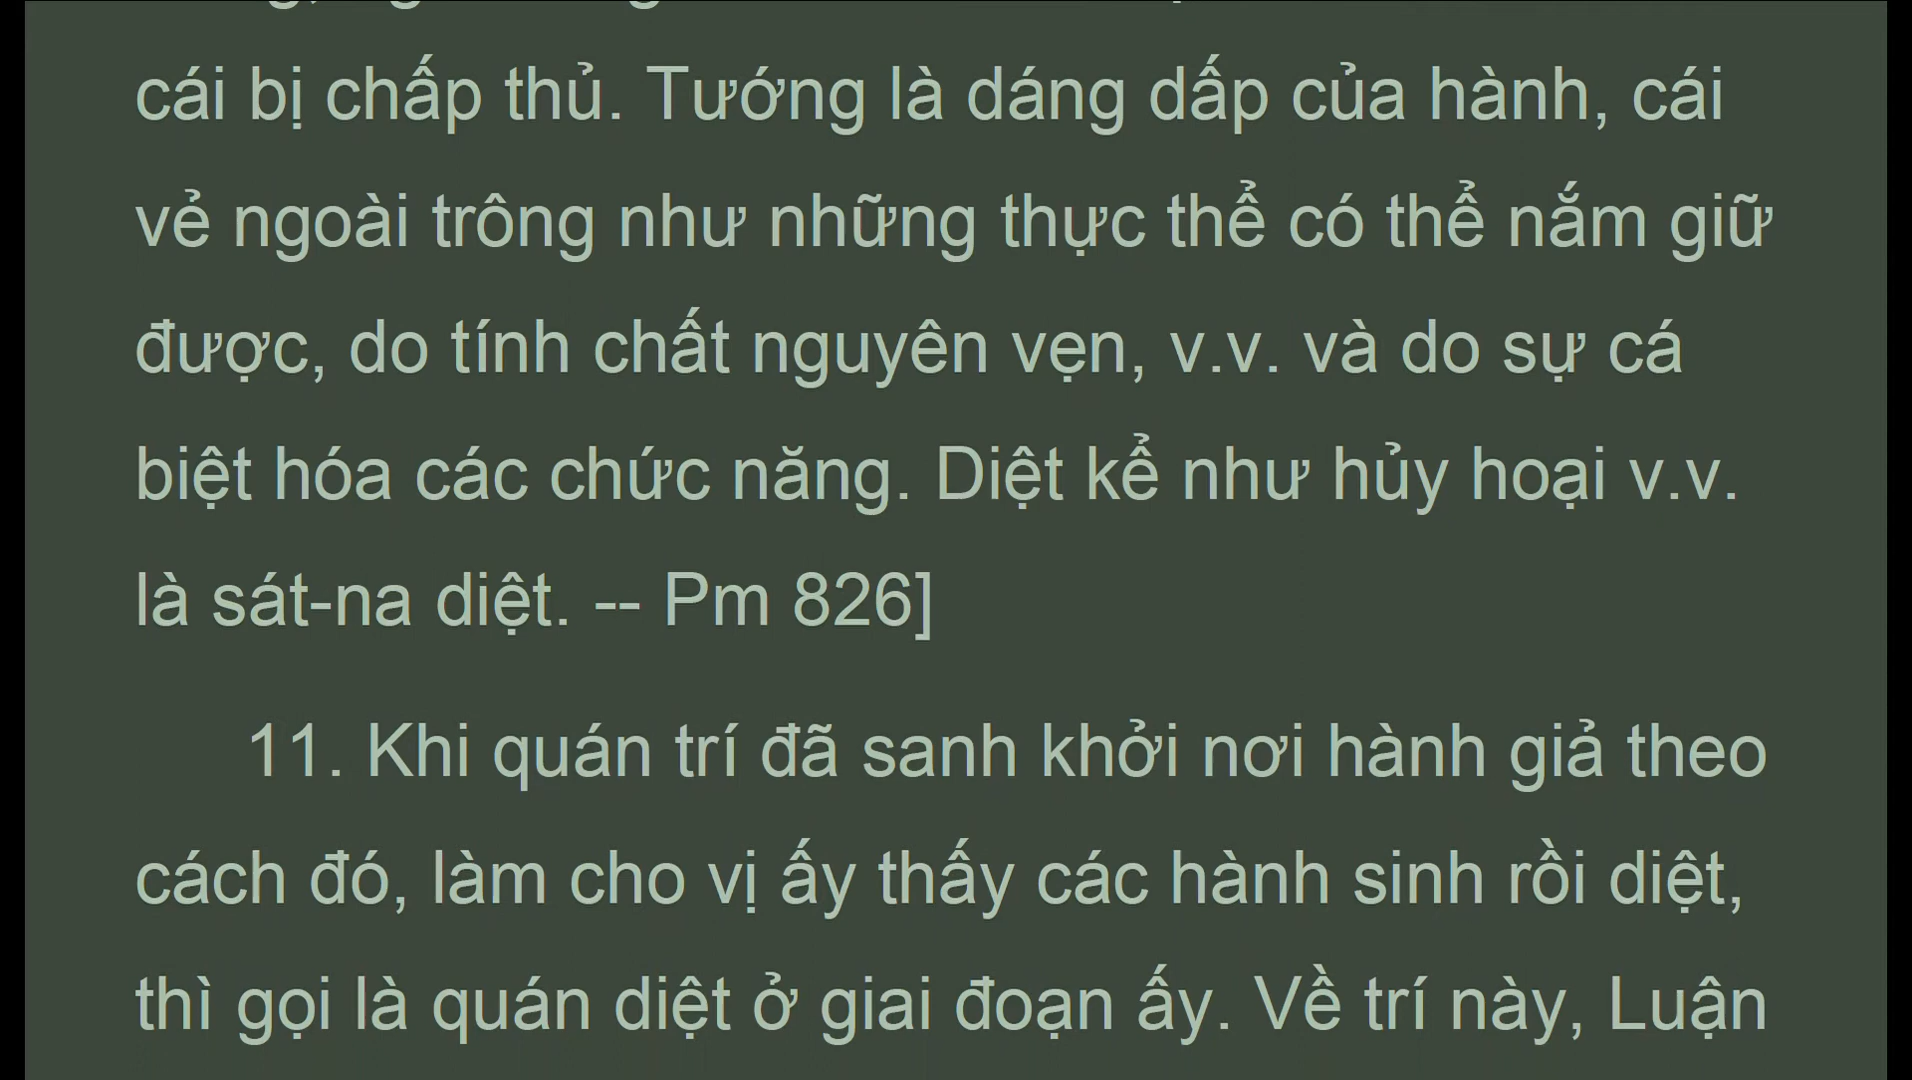 cái bị chấp thủ. Tướng là dáng dấp của hành, cái
vẻ ngoài trông như những thực thể có thể nắm giữ
được, do tính chất nguyên vẹn, v.v. và do sự cá
biệt hóa các chức năng. Diệt kể như hủy hoại v.v.
là sát-na diệt. -- Pm 826]
11. Khi quán trí đã sanh khởi nơi hành giả theo
cách đó, làm cho vị ấy thấy các hành sinh rồi diệt,
thì gọi là quán diệt ở giai đoạn ấy. Về trí này, Luận